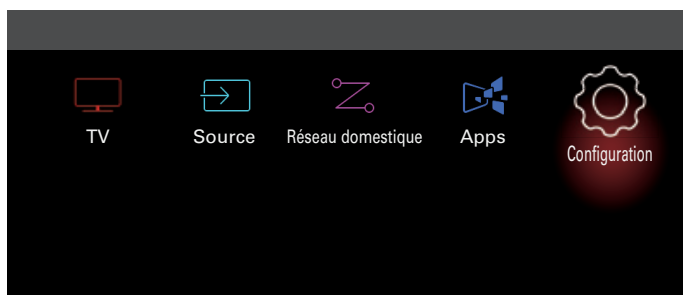 TV
Source
Réseau domestique
Apps
Configuration